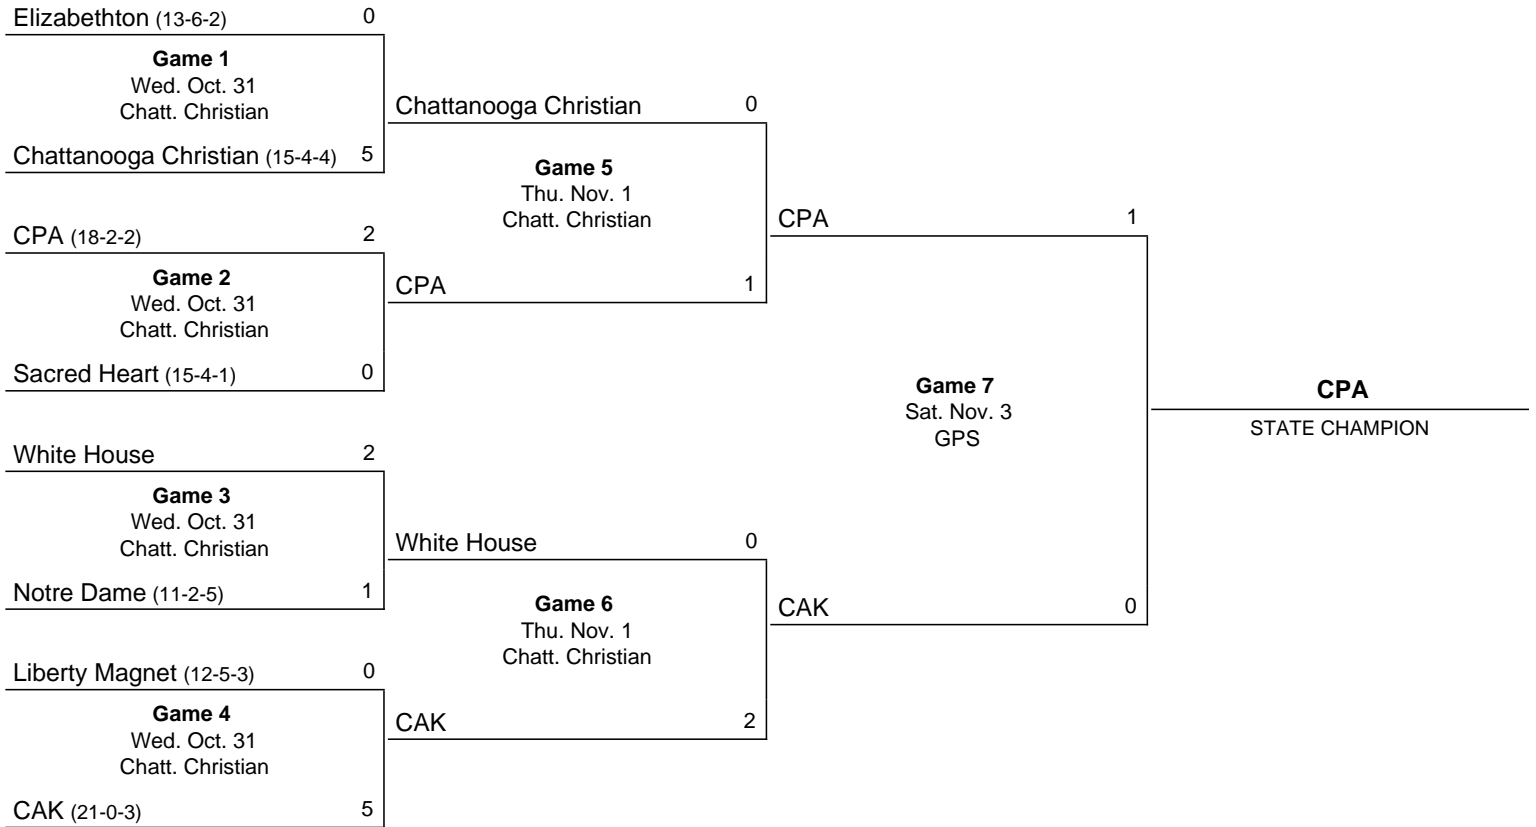 Elizabethton (13-6-2) 0
Game 1
Wed. Oct. 31
Chatt. Christian
Chattanooga Christian (15-4-4) 5
CPA (18-2-2) 2
Game 2
Wed. Oct. 31
Chatt. Christian
Sacred Heart (15-4-1) 0
White House 2
Game 3
Wed. Oct. 31
Chatt. Christian
Notre Dame (11-2-5) 1
Liberty Magnet (12-5-3) 0
Game 4
Wed. Oct. 31
Chatt. Christian
CAK (21-0-3) 5
Chattanooga Christian 0
Game 5
Thu. Nov. 1
Chatt. Christian
CPA 1
White House 0
Game 6
Thu. Nov. 1
Chatt. Christian
CAK 2
CPA 1
Game 7
Sat. Nov. 3
GPS
CAK 0
CPA
STATE CHAMPION